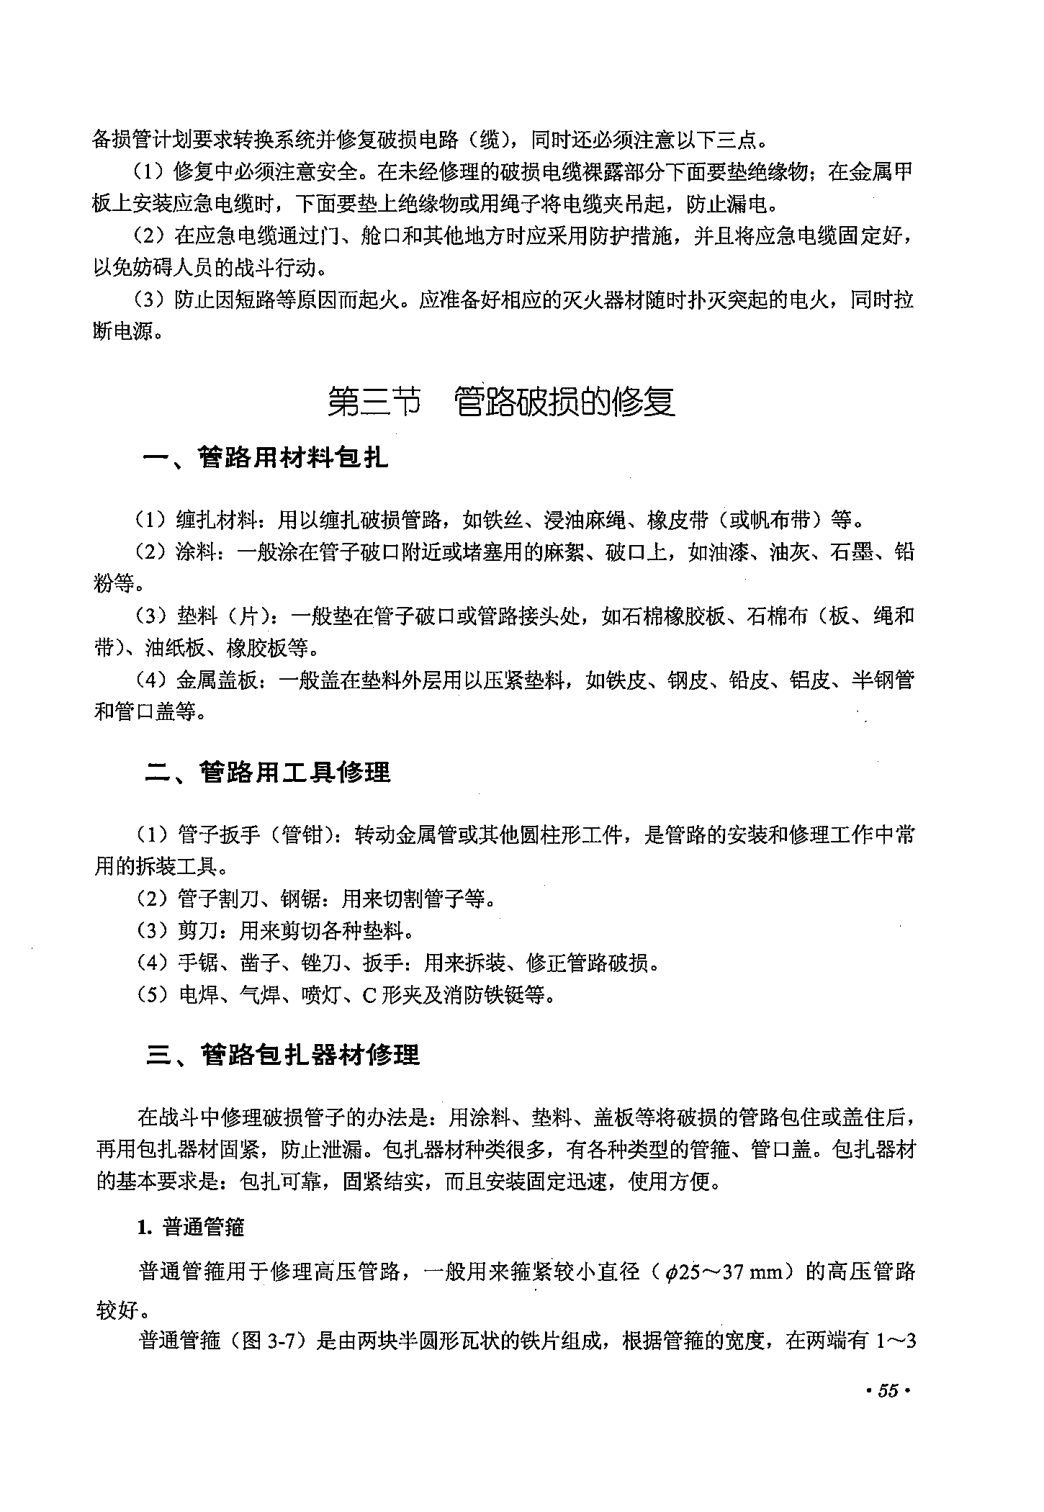 备损管计划要求转换系统并修复破损电路（缆），同时还必须注意以下三点。
（1）修复中必须注意安全。在未经修理的破损电缆裸露部分下面要垫绝缘物；在金属甲
板上安装应急电缆时，下面要垫上绝缘物或用绳子将电缆夹吊起，防止漏电。
（2）在应急电缆通过门、舱口和其他地方时应采用防护措施，并且将应急电缆固定好，
以免妨碍人员的战斗行动。
（3）防止因短路等原因而起火。应准备好相应的灭火器材随时扑灭突起的电火，同时拉
断电源。
第三节 管路破损的修复
一、管路用材料包扎
（1）缠扎材料：用以缠扎破损管路，如铁丝、浸油麻绳、橡皮带（或帆布带）等。
（2）涂料：一般涂在管子破口附近或堵塞用的麻絮、破口上，如油漆、油灰、石墨、铅
粉等。
（3）垫料（片）：一般垫在管子破口或管路接头处，如石棉橡胶板、石棉布（板、绳和
带）、油纸板、橡胶板等。
（4）金属盖板：一般盖在垫料外层用以压紧垫料，如铁皮、钢皮、铅皮、铝皮、半钢管
和管口盖等。
二、管路用工具修理
（1）管子扳手（管钳）：转动金属管或其他圆柱形工件，是管路的安装和修理工作中常
用的拆装工具。
（2）管子割刀、钢锯：用来切割管子等。
（3）剪刀：用来剪切各种垫料。
（4）手锯、凿子、锉刀、扳手：用来拆装、修正管路破损。
（5）电焊、气焊、喷灯、C 形夹及消防铁铤等。
三、管路包扎器材修理
在战斗中修理破损管子的办法是：用涂料、垫料、盖板等将破损的管路包住或盖住后，
再用包扎器材固紧，防止泄漏。包扎器材种类很多，有各种类型的管箍、管口盖。包扎器材
的基本要求是：包扎可靠，固紧结实，而且安装固定迅速，使用方便。
1. 普通管箍
普通管箍用于修理高压管路，一般用来箍紧较小直径（φ25～37 mm）的高压管路
较好。
普通管箍（图 3-7）是由两块半圆形瓦状的铁片组成，根据管箍的宽度，在两端有 1～3
· 55 ·